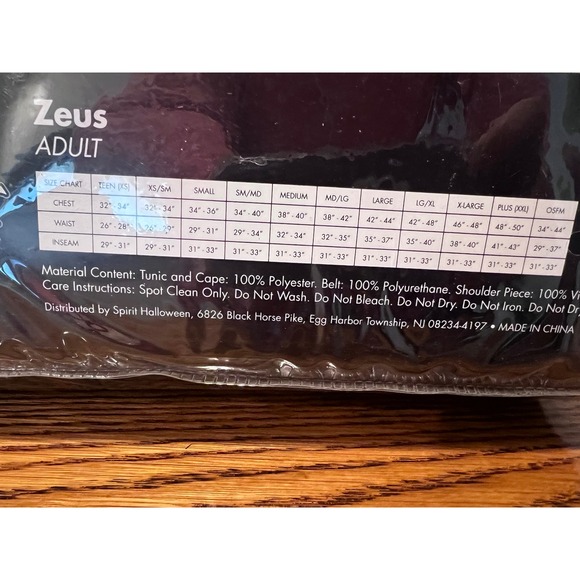 Zeus
ADULT
SIZE CHART TEEN (XS) XS/SM SMALL SM/MD MEDIUM MD/LG LARGE LG/XL X-LARGE PLUS (XXL) OSFM
CHEST 32" - 34" 32" - 34" 34" - 36" 34" - 40" 38" - 40" 38" - 42" 42" - 44" 42" - 48" 46" - 48" 48" - 50" 34" - 44"
WAIST 26" - 28" 29" 29" - 31" 29" - 34" 32" - 34" 32" - 35" 35" - 37" 35" - 40" 38" - 40" 41" - 43" 29" - 37"
INSEAM 29" - 31" 29" - 31" 31" - 33" 31" - 33" 31" - 33" 31" - 33" 31" - 33" 31" - 33" 31" - 33" 31" - 33" 31" - 33"
Material Content: Tunic and Cape: 100% Polyester. Belt: 100% Polyurethane. Shoulder Piece: 100% Vi
Care Instructions: Spot Clean Only. Do Not Wash. Do Not Bleach. Do Not Dry. Do Not Iron. Do Not Dr
Distributed by Spirit Halloween, 6826 Black Horse Pike, Egg Harbor Township, NJ 08234-4197 • MADE IN CHINA